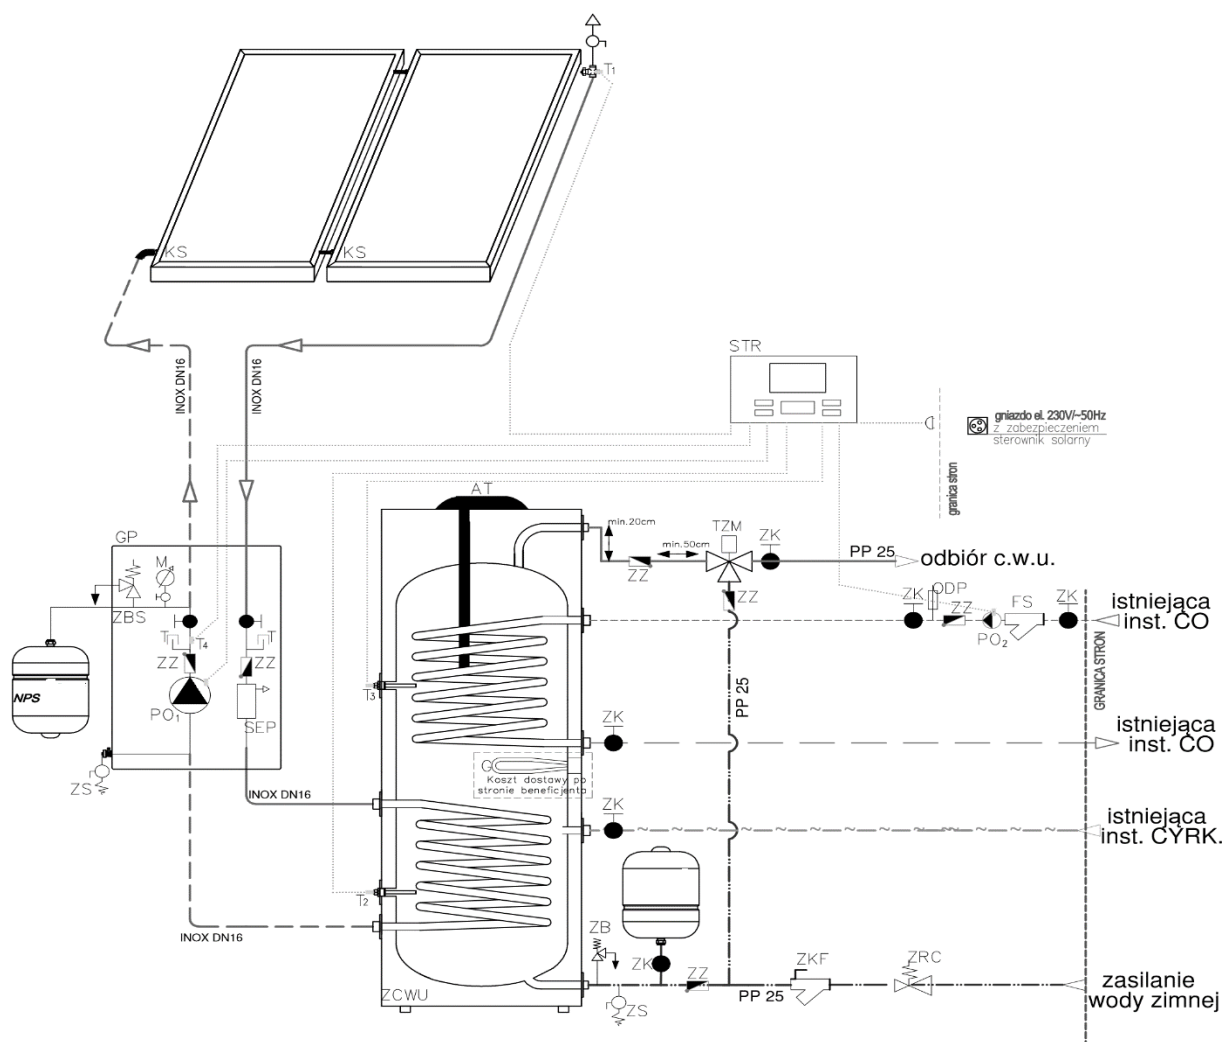 T1
KS
KS
INOX DN16
INOX DN16
STR
gniazdo el. 230V/~50Hz
z zabezpieczeniem
sterownik solarny
granica stron
AT
min.20cm
min.50cm
TZM
ZK
ZZ
PP 25
odbiór c.w.u.
GP
M
ZBS
T
T4
T
ZZ
ZZ
PO1
SEP
NPS
ZS
ZZ
ZK
ODP
ZZ
PO2
FS
ZK
istniejąca
inst. CO
GRANICA STRON
T3
PP 25
ZK
istniejąca
inst. CO
G
Koszt dostawy po
stronie beneficjenta
INOX DN16
ZK
istniejąca
inst. CYRK.
T2
INOX DN16
ZB
ZK
ZZ
ZKF
ZRC
ZCWU
ZS
PP 25
zasilanie
wody zimnej